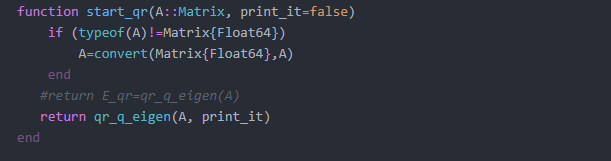 function start_qr(A::Matrix, print_it=false)
    if (typeof(A)!=Matrix{Float64})
        A=convert(Matrix{Float64},A)
    end
   #return E_qr=qr_q_eigen(A)
   return qr_q_eigen(A, print_it)
end